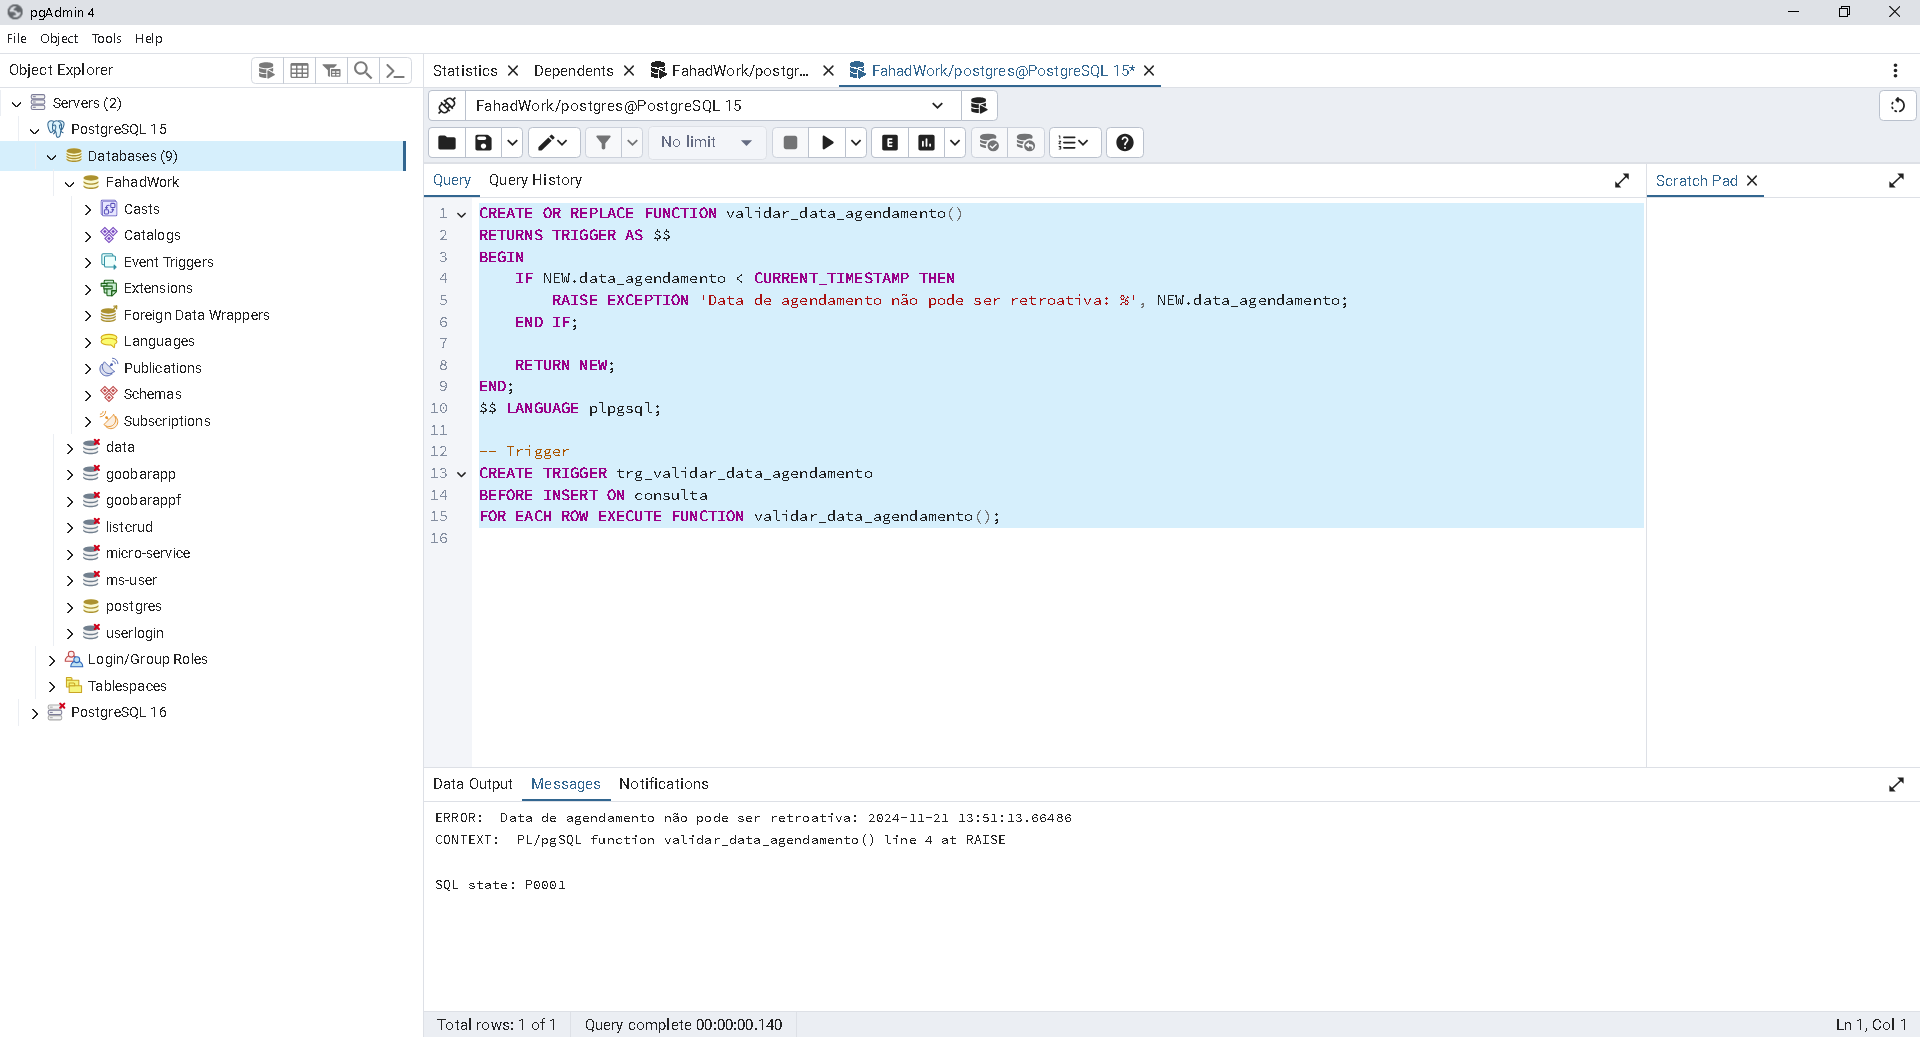 pgAdmin 4
File Object Tools Help
Object Explorer
Servers (2)
PostgreSQL 15
Databases (9)
FahadWork
Casts
Catalogs
Event Triggers
Extensions
Foreign Data Wrappers
Languages
Publications
Schemas
Subscriptions
data
goobarapp
goobarappf
listcrud
micro-service
ms-user
postgres
userlogin
Login/Group Roles
Tablespaces
PostgreSQL 16
Statistics Dependents FahadWork/postgr... FahadWork/postgres@PostgreSQL 15*
FahadWork/postgres@PostgreSQL 15
No limit E
Query Query History
Scratch Pad
1 CREATE OR REPLACE FUNCTION validar_data_agendamento()
2 RETURNS TRIGGER AS $$
3 BEGIN
4 IF NEW.data_agendamento < CURRENT_TIMESTAMP THEN
5 RAISE EXCEPTION 'Data de agendamento não pode ser retroativa: %', NEW.data_agendamento;
6 END IF;
7
8 RETURN NEW;
9 END;
10 $$ LANGUAGE plpgsql;
11
12 -- Trigger
13 CREATE TRIGGER trg_validar_data_agendamento
14 BEFORE INSERT ON consulta
15 FOR EACH ROW EXECUTE FUNCTION validar_data_agendamento();
16
Data Output Messages Notifications
ERROR: Data de agendamento não pode ser retroativa: 2024-11-21 13:51:13.66486
CONTEXT: PL/pgSQL function validar_data_agendamento() line 4 at RAISE
SQL state: P0001
Total rows: 1 of 1 Query complete 00:00:00.140 Ln 1, Col 1